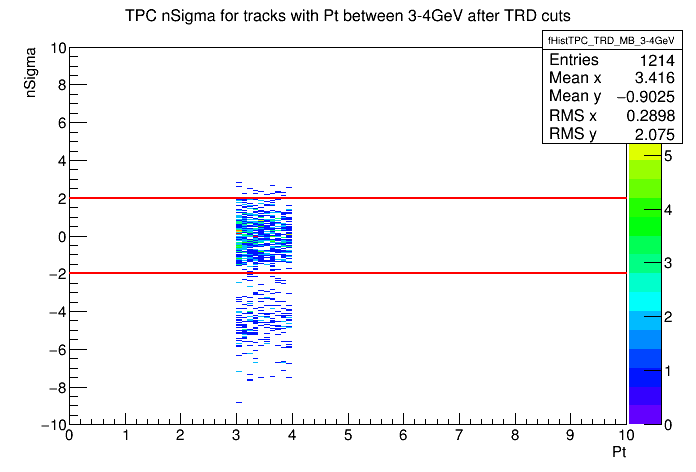 TPC nSigma for tracks with Pt between 3-4GeV after TRD cuts
fHistTPC_TRD_MB_3-4GeV
Entries 1214
Mean x 3.416
Mean y −0.9025
RMS x 0.2898
RMS y 2.075
nSigma
10
8
6
4
2
0
−2
−4
−6
−8
−10
0 1 2 3 4 5 6 7 8 9 10
Pt
5
4
3
2
1
0